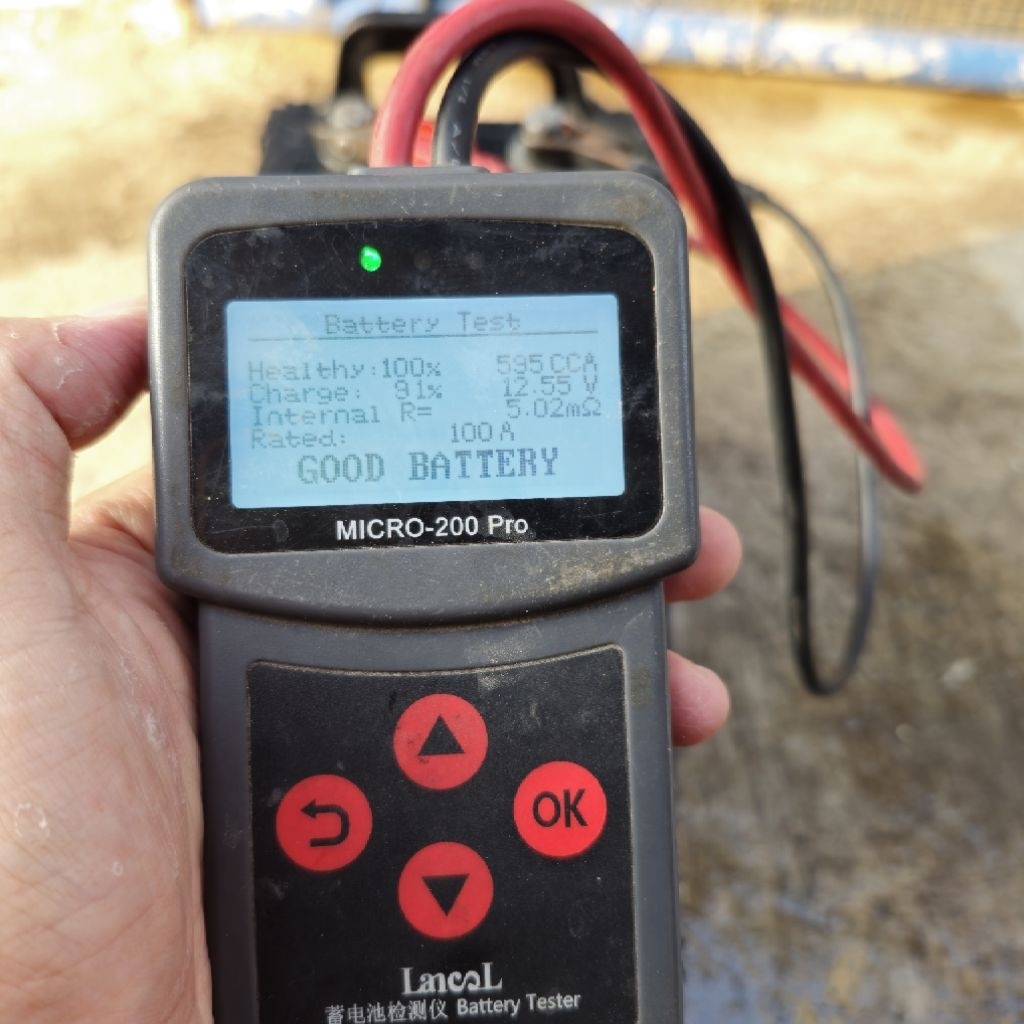 Battery Test
Healthy:100% 595CCA
Charge: 91% 12.55 V
Internal R= 5.02mΩ
Rated: 100A
GOOD BATTERY
MICRO-200 Pro
OK
LancoL
蓄电池检测仪 Battery Tester